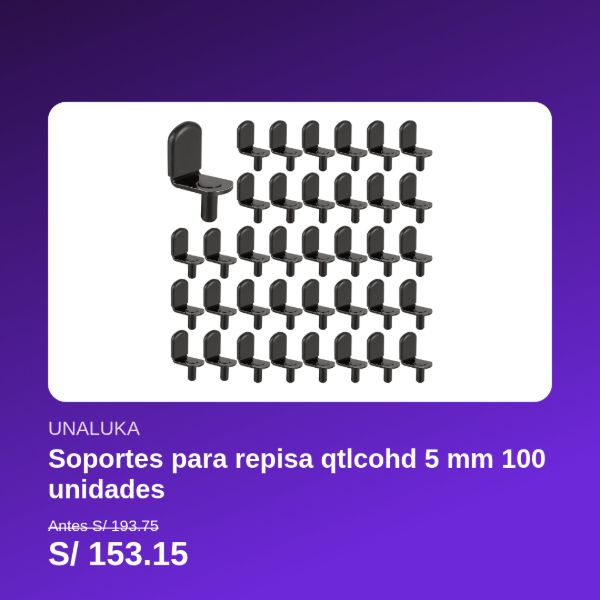 UNALUKA
Soportes para repisa qtlcohd 5 mm 100
unidades
Antes S/ 193.75
S/ 153.15